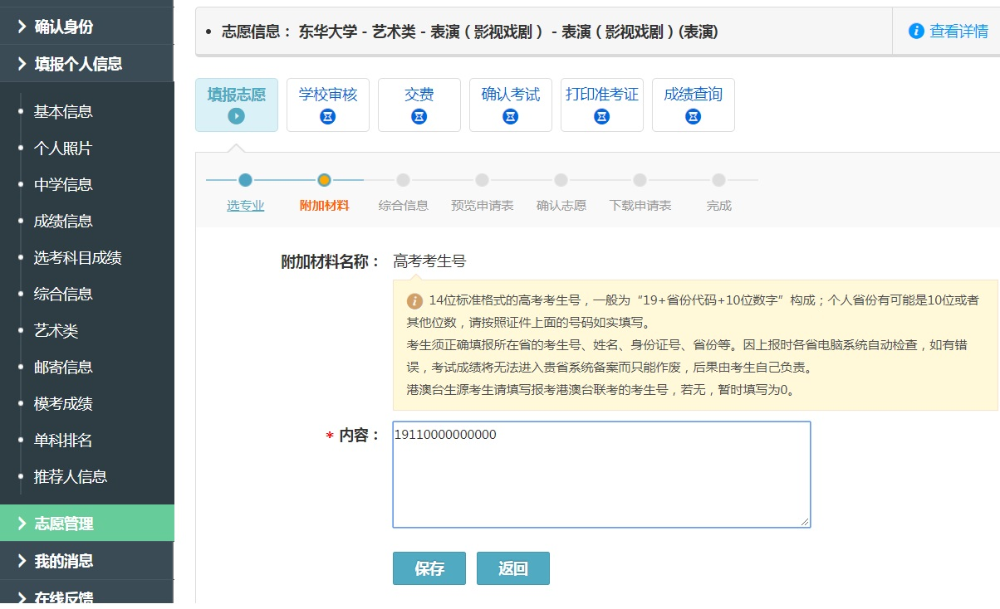 确认身份
填报个人信息
基本信息
个人照片
中学信息
成绩信息
选考科目成绩
综合信息
艺术类
邮寄信息
模考成绩
单科排名
推荐人信息
志愿管理
我的消息
在线反馈
志愿信息： 东华大学 - 艺术类 - 表演（影视戏剧） - 表演（影视戏剧）(表演)
查看详情
填报志愿 学校审核 交费 确认考试 打印准考证 成绩查询
选专业 附加材料 综合信息 预览申请表 确认志愿 下载申请表 完成
附加材料名称： 高考考生号
14位标准格式的高考考生号，一般为“19+省份代码+10位数字”构成；个人省份有可能是10位或者
其他位数，请按照证件上面的号码如实填写。
考生须正确填报所在省的考生号、姓名、身份证号、省份等。因上报时各省电脑系统自动检查，如有错
误，考试成绩将无法进入贵省系统备案而只能作废，后果由考生自己负责。
港澳台生源考生请填写报考港澳台联考的考生号，若无，暂时填写为0。
* 内容： 19110000000000
保存 返回